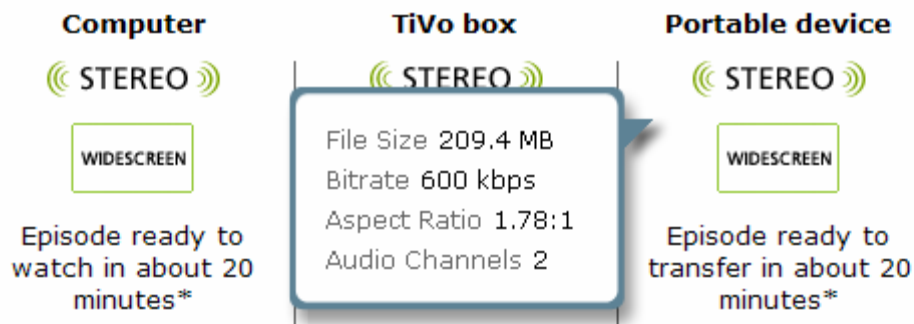 Computer
TiVo box
Portable device
STEREO
STEREO
STEREO
File Size 209.4 MB
Bitrate 600 kbps
Aspect Ratio 1.78:1
Audio Channels 2
WIDESCREEN
WIDESCREEN
Episode ready to
watch in about 20
minutes*
Episode ready to
transfer in about 20
minutes*